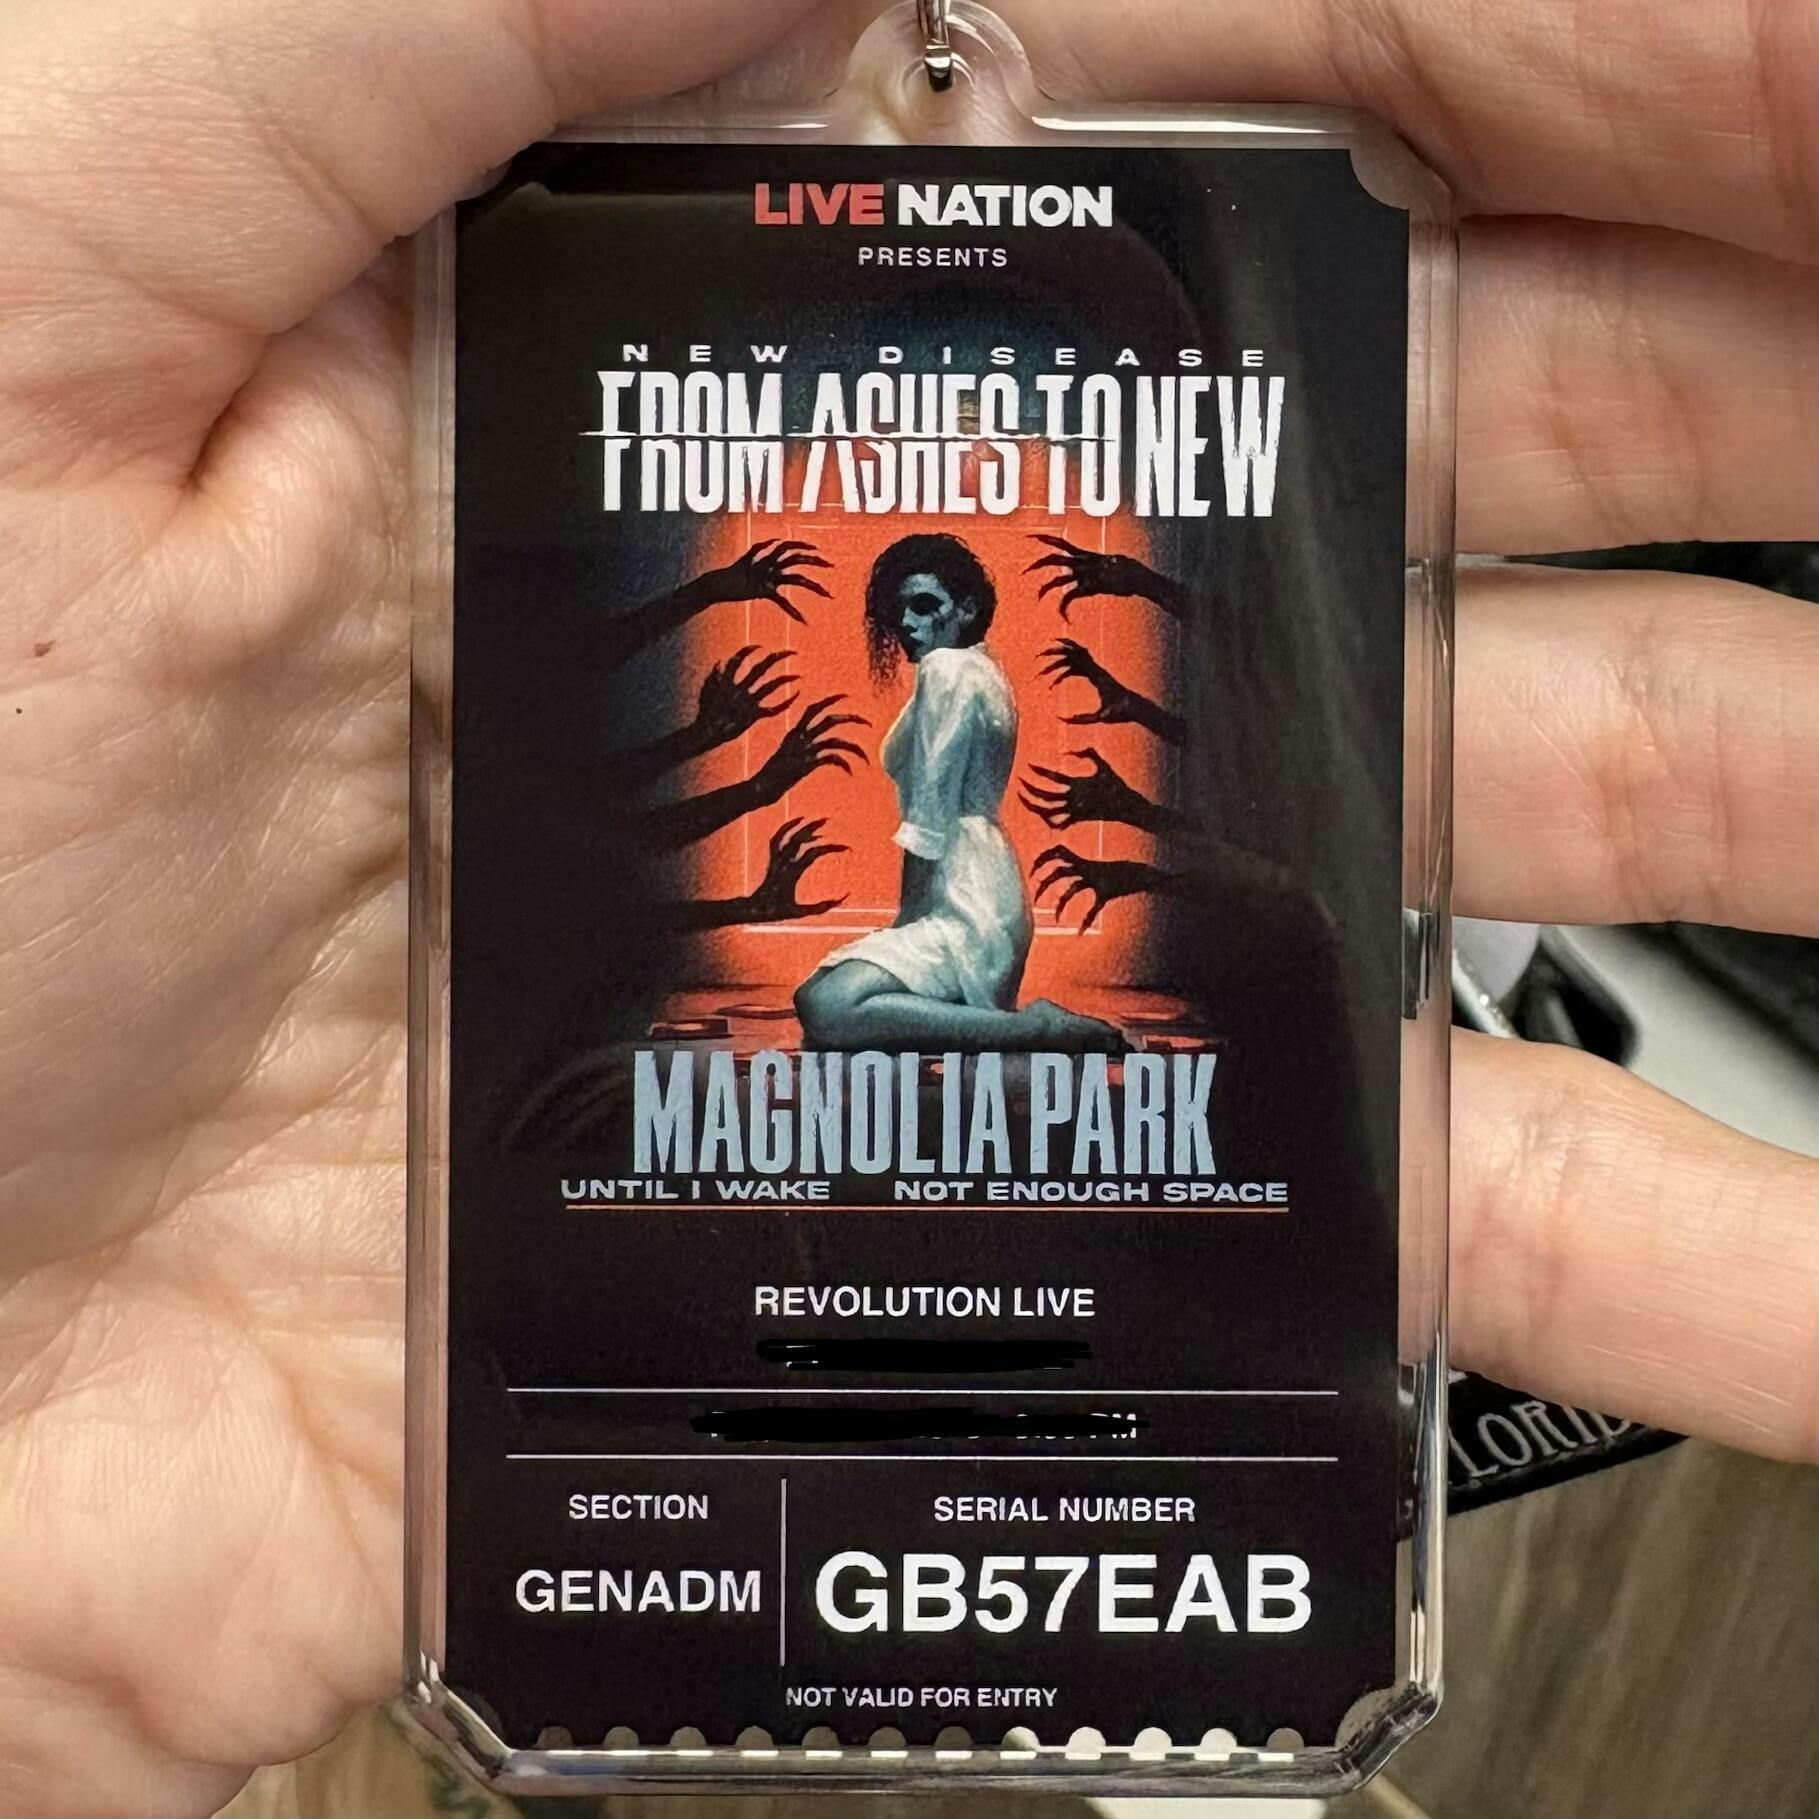 LIVE NATION
PRESENTS
NEW DISEASE
FROM ASHES TO NEW
MAGNOLIA PARK
UNTIL I WAKE NOT ENOUGH SPACE
REVOLUTION LIVE
SECTION
SERIAL NUMBER
GENADM
GB57EAB
NOT VALID FOR ENTRY